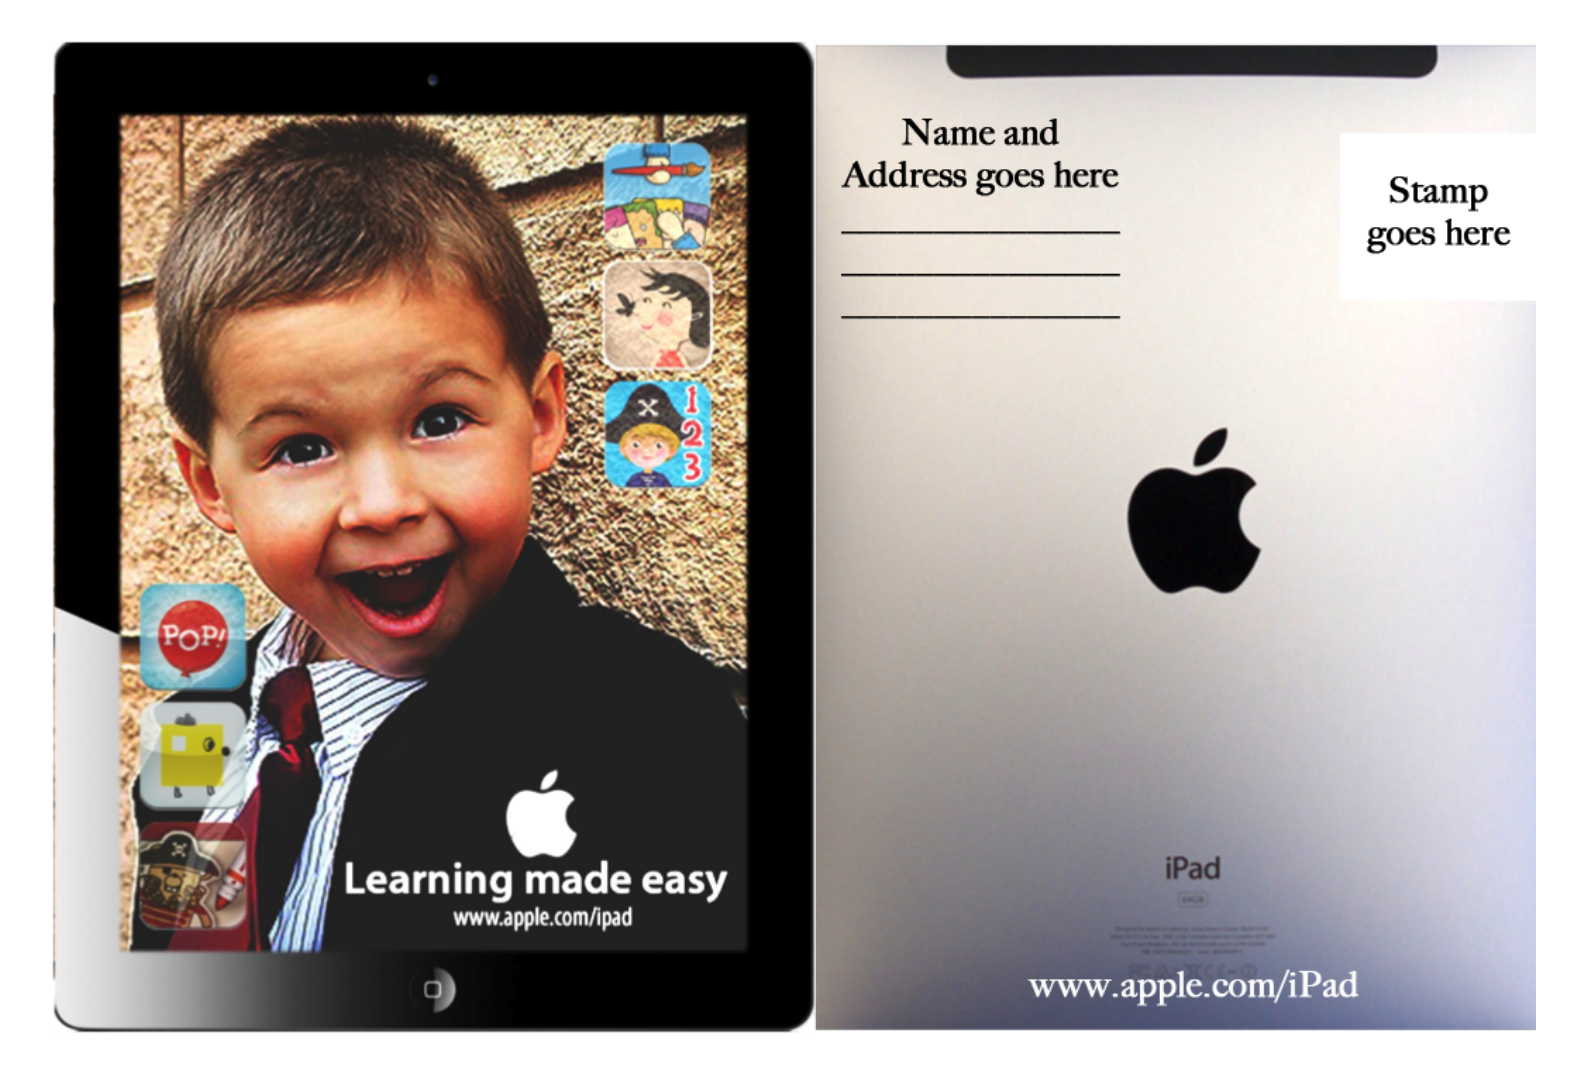 1
2
3
POP!
Learning made easy
www.apple.com/ipad
Name and
Address goes here
Stamp
goes here
iPad
64GB
www.apple.com/iPad